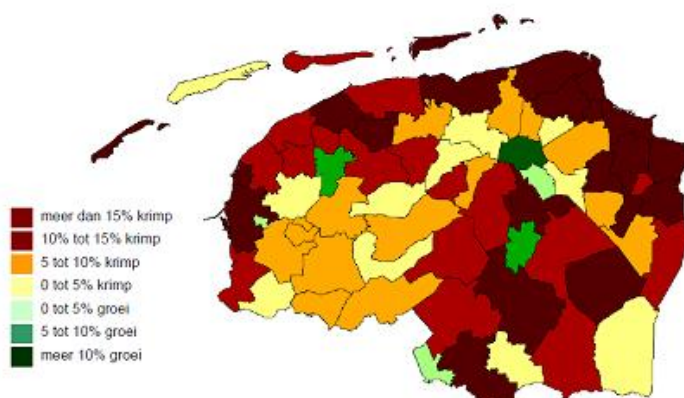 meer dan 15% krimp
10% tot 15% krimp
5 tot 10% krimp
0 tot 5% krimp
0 tot 5% groei
5 tot 10% groei
meer 10% groei